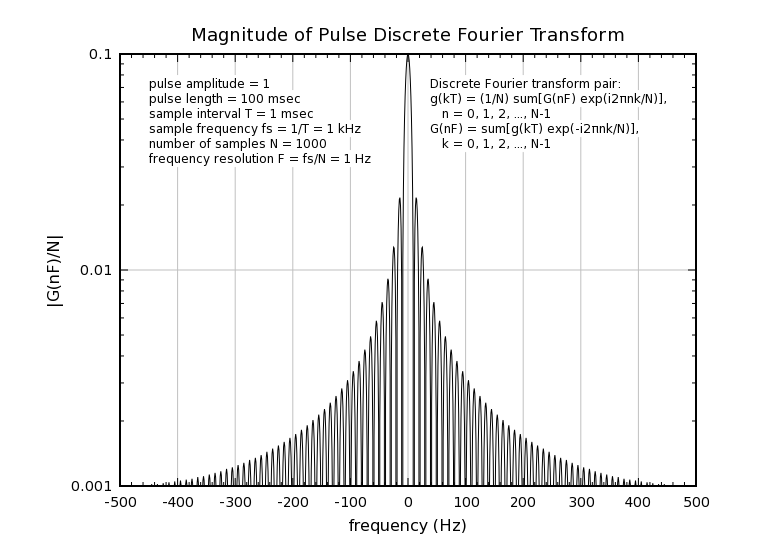 Magnitude of Pulse Discrete Fourier Transform
0.1
pulse amplitude = 1
pulse length = 100 msec
sample interval T = 1 msec
sample frequency fs = 1/T = 1 kHz
number of samples N = 1000
frequency resolution F = fs/N = 1 Hz
Discrete Fourier transform pair:
g(kT) = (1/N) sum[G(nF) exp(i2πnk/N)],
n = 0, 1, 2, ..., N-1
G(nF) = sum[g(kT) exp(-i2πnk/N)],
k = 0, 1, 2, ..., N-1
|G(nF)/N|
0.01
0.001
-500 -400 -300 -200 -100 0 100 200 300 400 500
frequency (Hz)